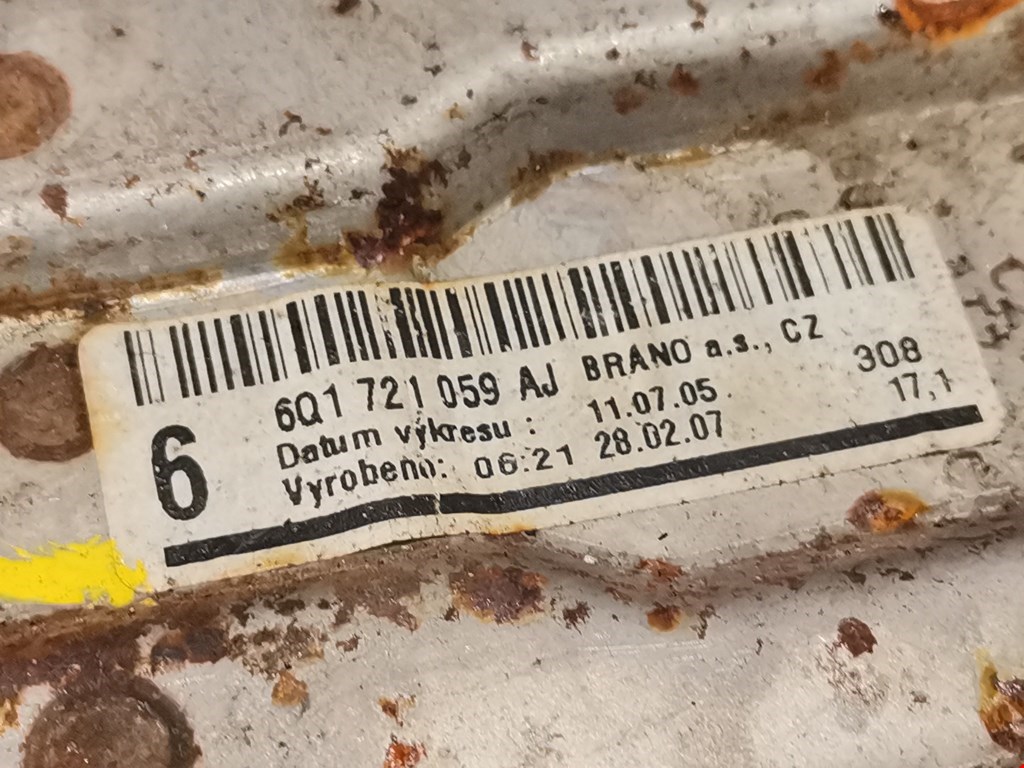 6Q1 721 059 AJ BRANO a.s., CZ
Datum výkresu : 11.07.05 308
Vyrobeno: 06:21 28.02.07 17,1
6